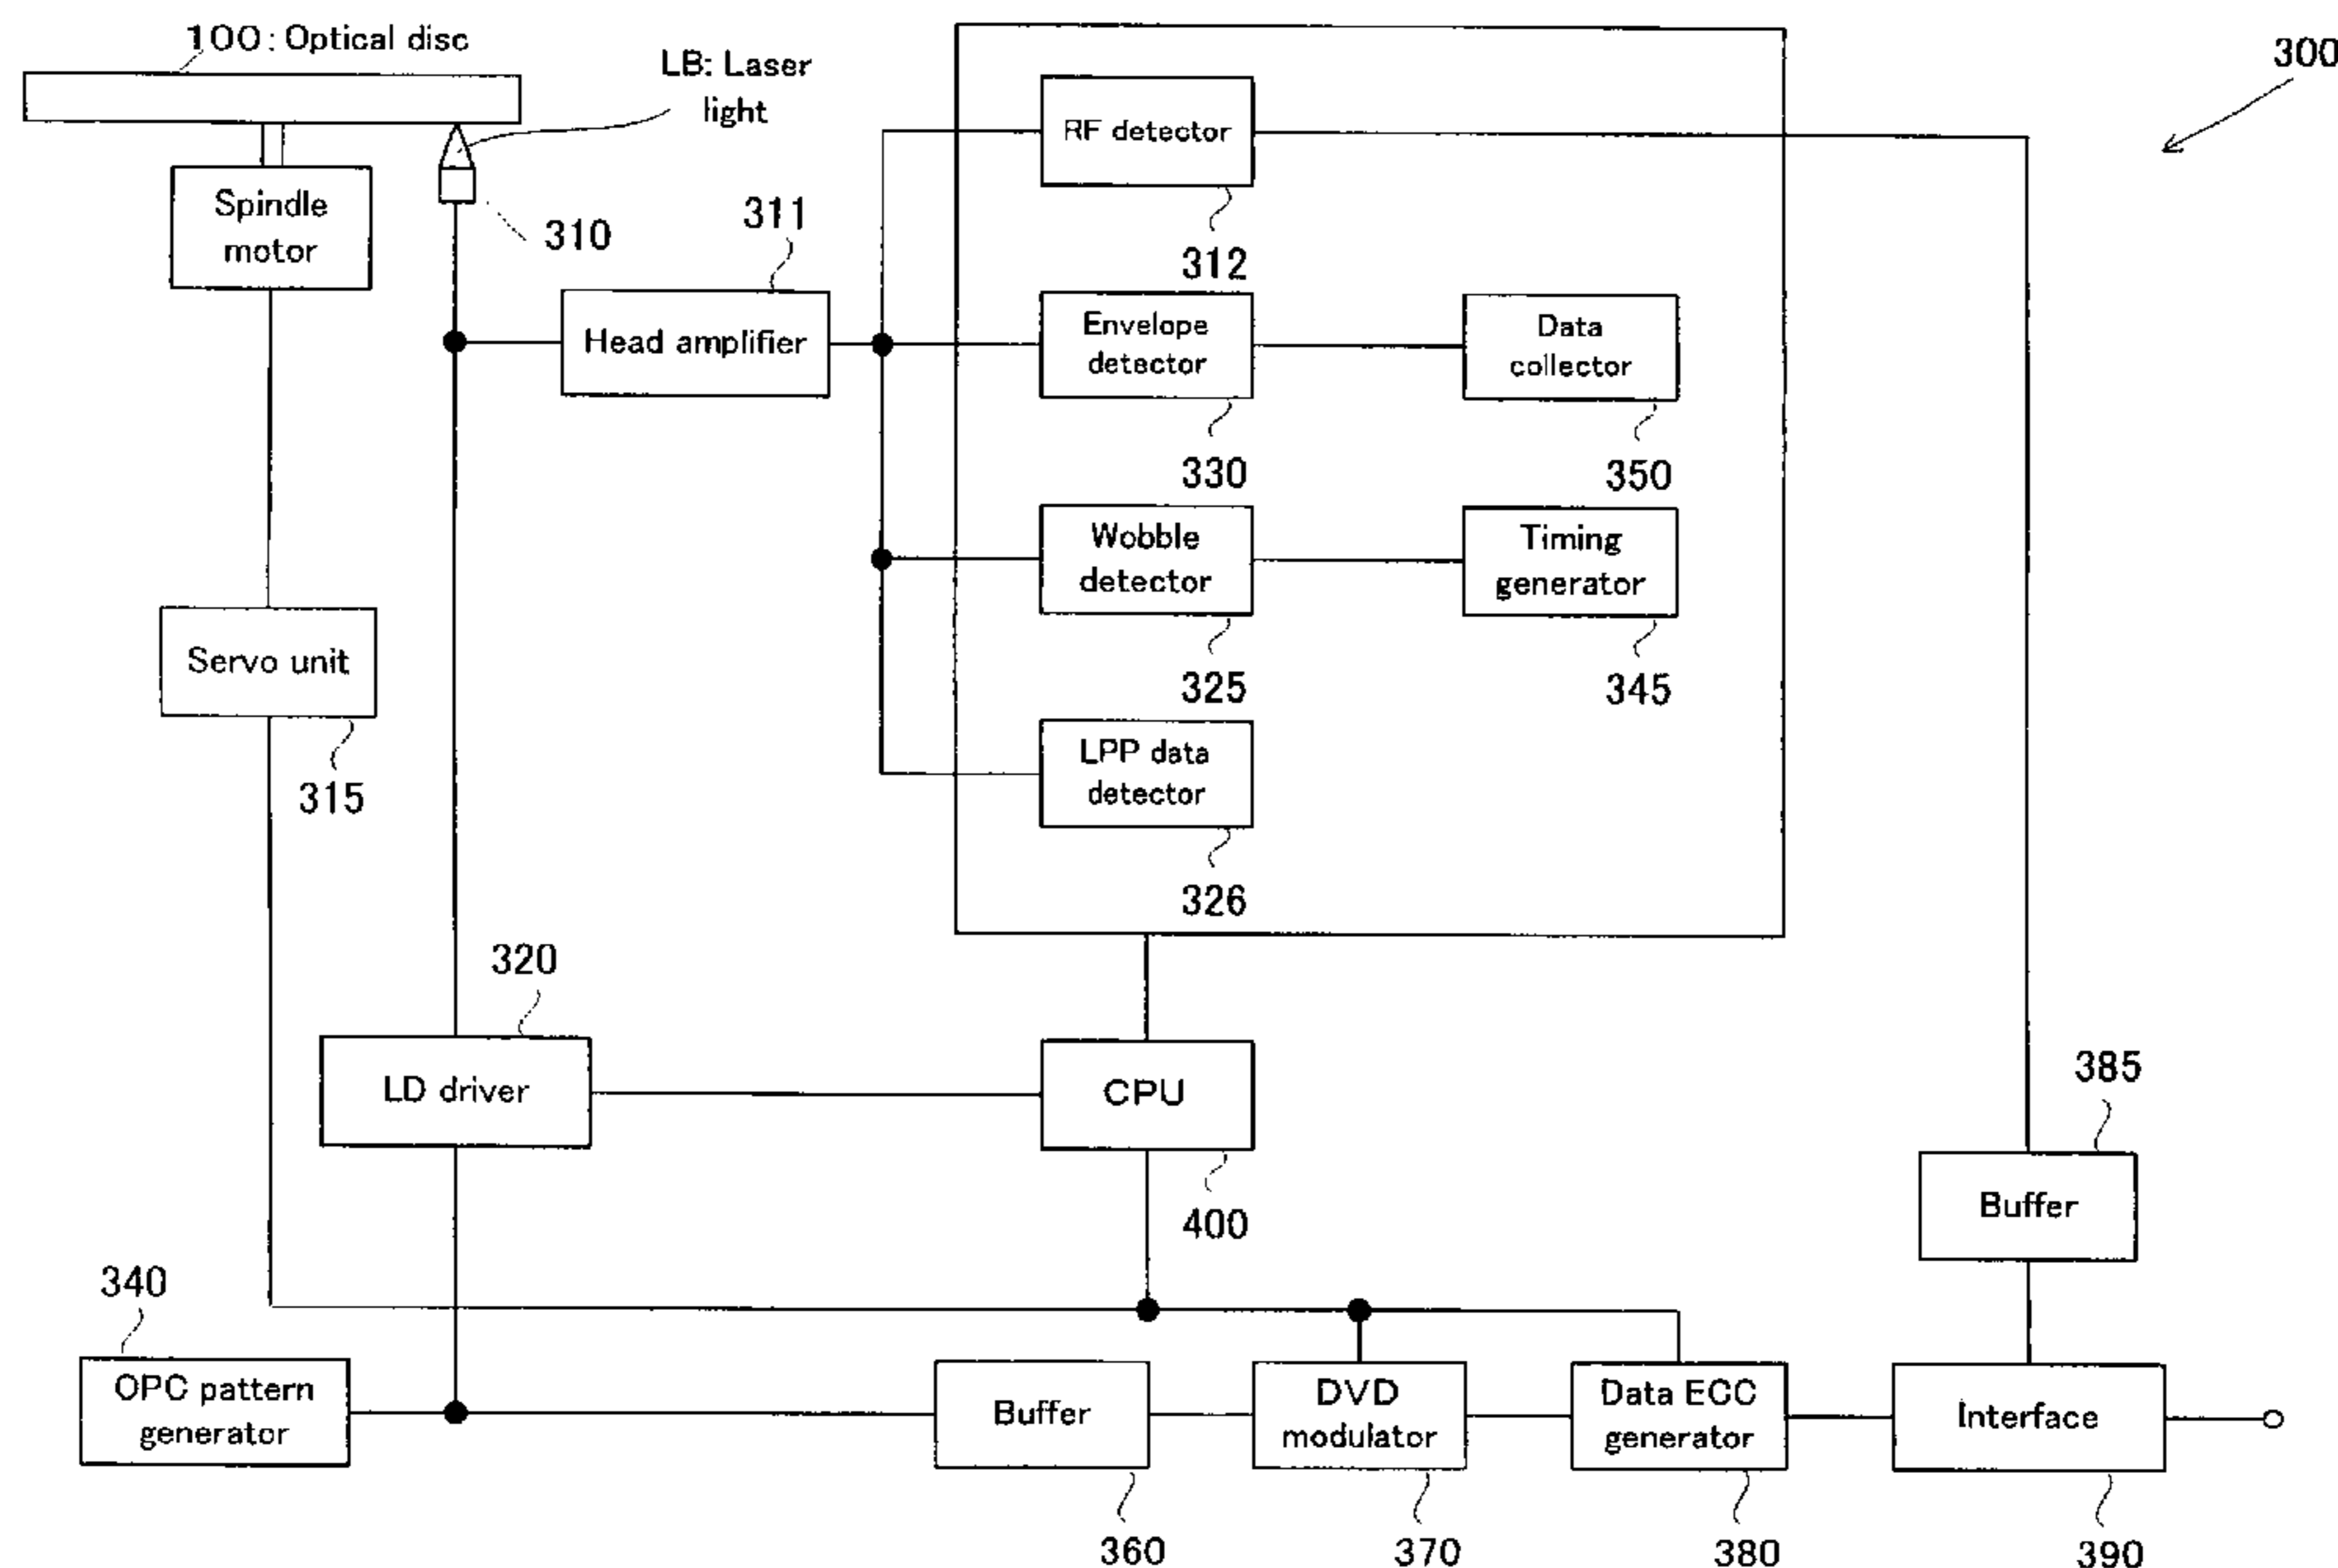 100: Optical disc
LB: Laser
light
300
RF detector
312
Spindle
motor
310
311
Head amplifier
Envelope
detector
330
Data
collector
350
Wobble
detector
325
Timing
generator
345
Servo unit
315
LPP data
detector
326
320
LD driver
CPU
400
385
Buffer
340
OPC pattern
generator
Buffer
360
DVD
modulator
370
Data ECC
generator
380
Interface
390